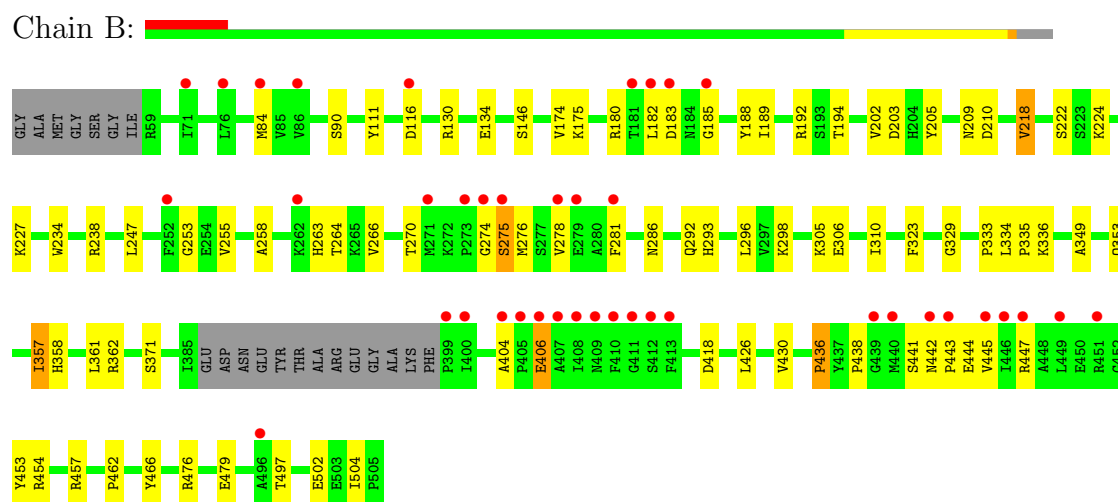 Chain B:
GLY ALA MET GLY SER GLY ILE R59 I71 L76 M84 V85 V86 S90 Y111 D116 R130 E134 S146 V174 K175 R180 T181 L182 D183 N184 G185 Y188 I189 R192 S193 T194 V202 D203 H204 Y205 N209 D210 V218 S222 S223 K224
K227 W234 R238 L247 F252 G253 E254 V255 A258 K262 H263 T264 K265 V266 T270 M271 K272 P273 G274 S275 M276 S277 V278 E279 A280 F281 N286 Q292 H293 L296 V297 K298 K305 E306 I310 F323 G329 P333 L334 P335 K336 A349
I357 H358 L361 R362 S371 I385 GLU ASP ASN GLU TYR THR ALA ARG GLU GLY ALA LYS PHE P399 I400 A404 P405 E406 A407 I408 N409 F410 G411 S412 F413 D418 L426 V430 P436 Y437 P438 G439 M440 S441 N442 P443 E444 V445 I446 R447 A448 L449 E450 R451
Y453 R454 R457 P462 Y466 R476 E479 A496 T497 E502 E503 I504 P505